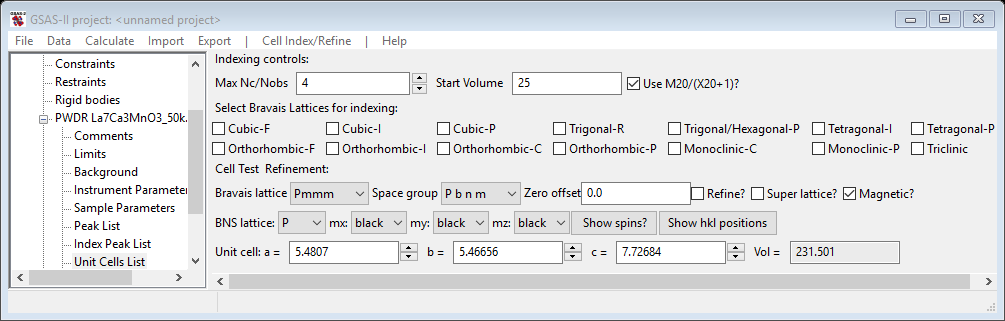 GSAS-II project: <unnamed project>
File Data Calculate Import Export | Cell Index/Refine | Help
Constraints
Restraints
Rigid bodies
PWDR La7Ca3MnO3_50k.
Comments
Limits
Background
Instrument Parameter
Sample Parameters
Peak List
Index Peak List
Unit Cells List
Indexing controls:
Max Nc/Nobs 4 Start Volume 25 Use M20/(X20+1)?
Select Bravais Lattices for indexing:
Cubic-F Cubic-I Cubic-P Trigonal-R Trigonal/Hexagonal-P Tetragonal-I Tetragonal-P
Orthorhombic-F Orthorhombic-I Orthorhombic-C Orthorhombic-P Monoclinic-C Monoclinic-P Triclinic
Cell Test Refinement:
Bravais lattice Pmmm Space group P b n m Zero offset 0.0 Refine? Super lattice? Magnetic?
BNS lattice: P mx: black my: black mz: black Show spins? Show hkl positions
Unit cell: a = 5.4807 b = 5.46656 c = 7.72684 Vol = 231.501